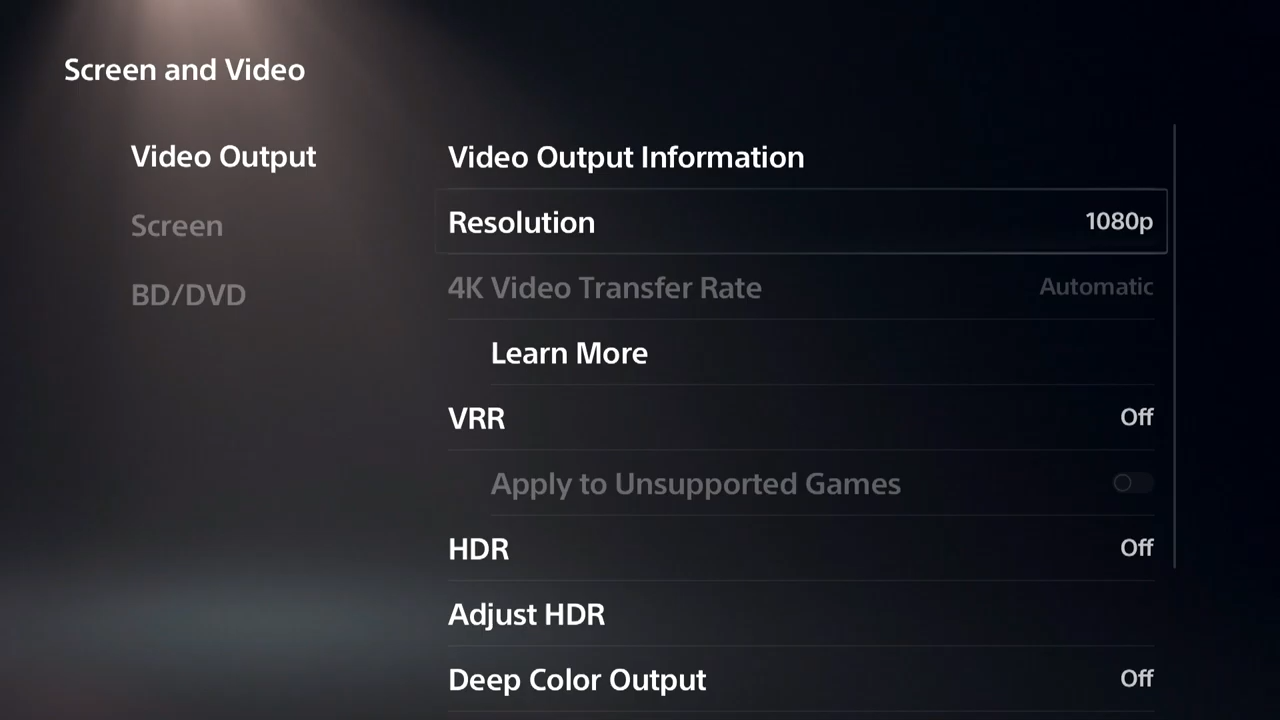 Screen and Video
Video Output
Screen
BD/DVD
Video Output Information
Resolution 1080p
4K Video Transfer Rate Automatic
Learn More
VRR Off
Apply to Unsupported Games
HDR Off
Adjust HDR
Deep Color Output Off